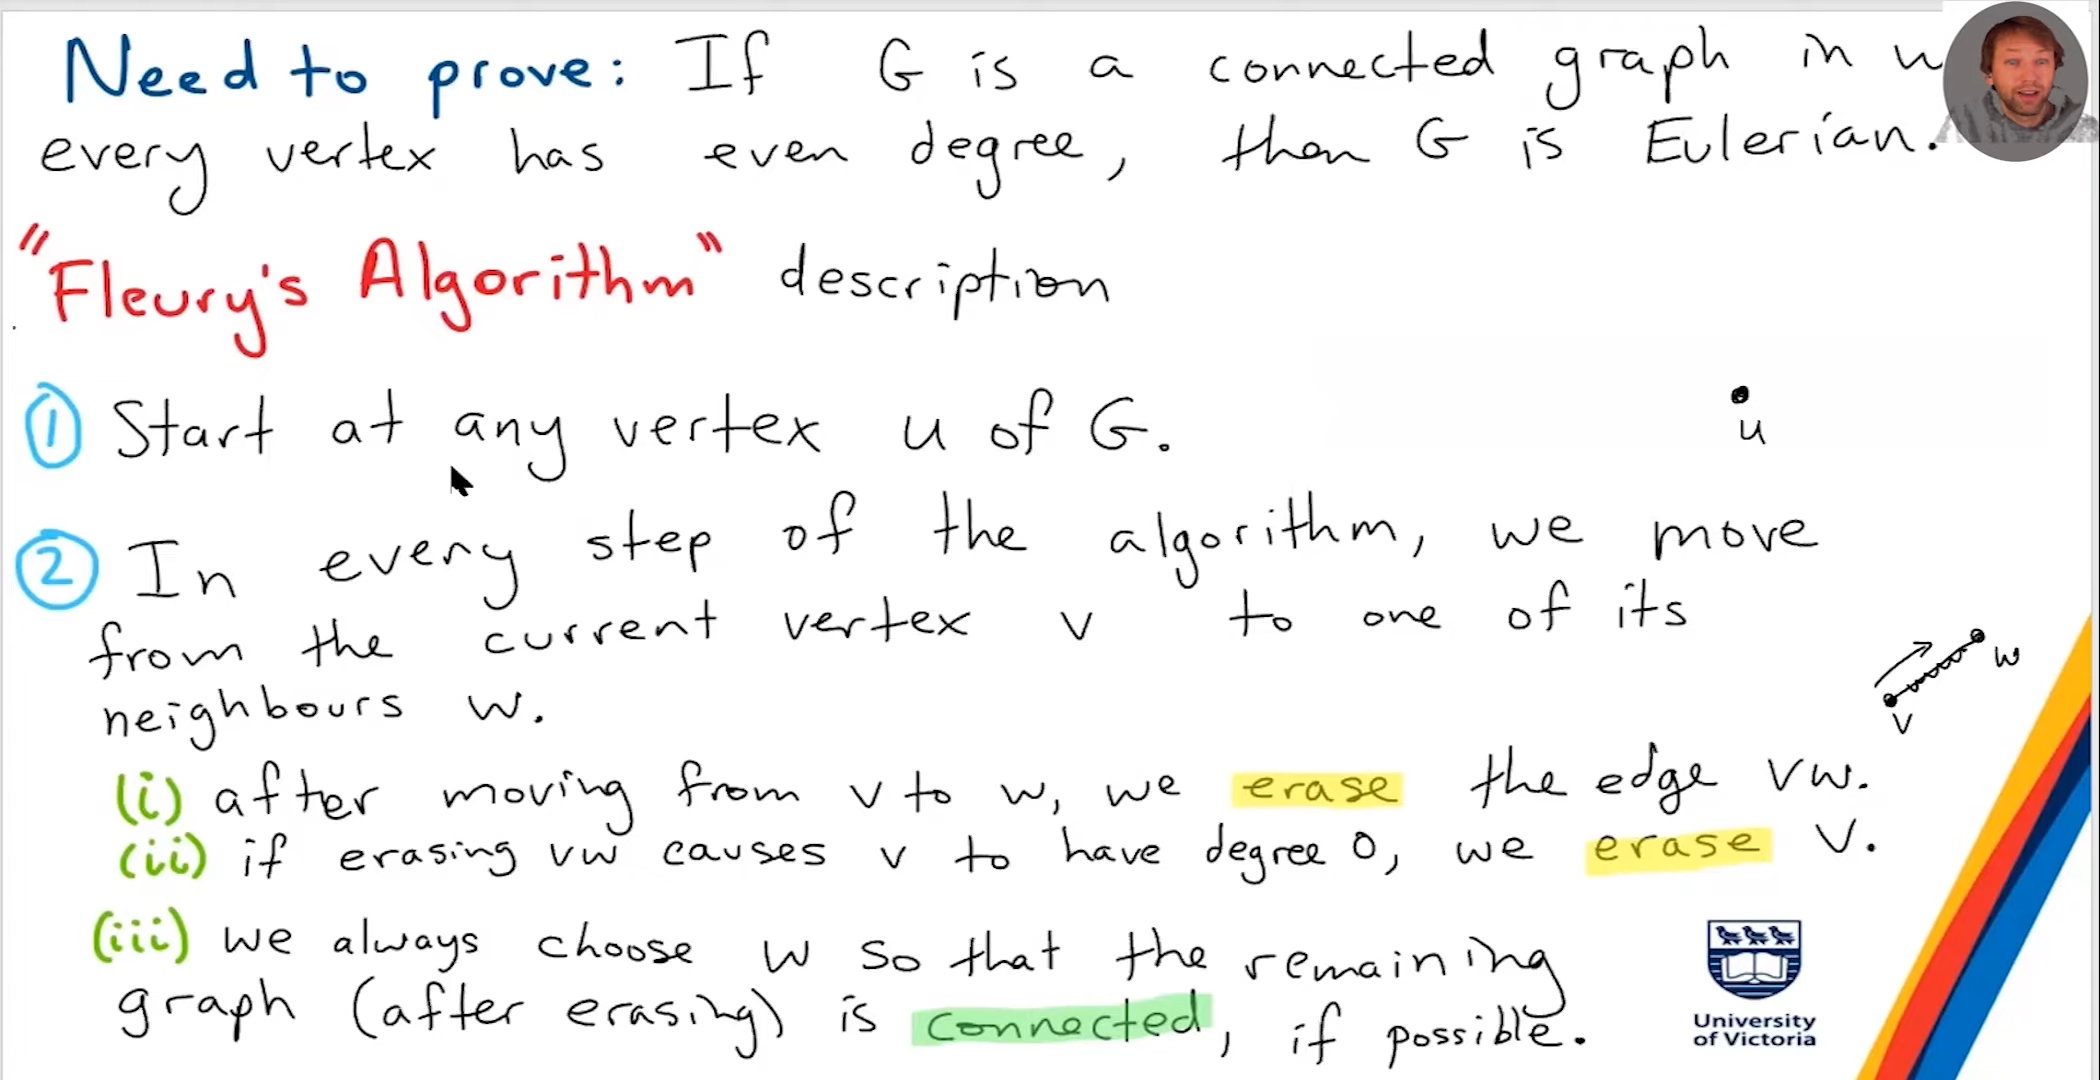 Need to prove: If G is a connected graph in
every vertex has even degree, then G is Eulerian.
"Fleury's Algorithm" description
① Start at any vertex u of G.
u
② In every step of the algorithm, we move
from the current vertex v to one of its
neighbours w.
w
v
(i) after moving from v to w, we erase the edge vw.
(ii) if erasing vw causes v to have degree 0, we erase v.
(iii) we always choose w so that the remaining
graph (after erasing) is connected, if possible.
University
of Victoria